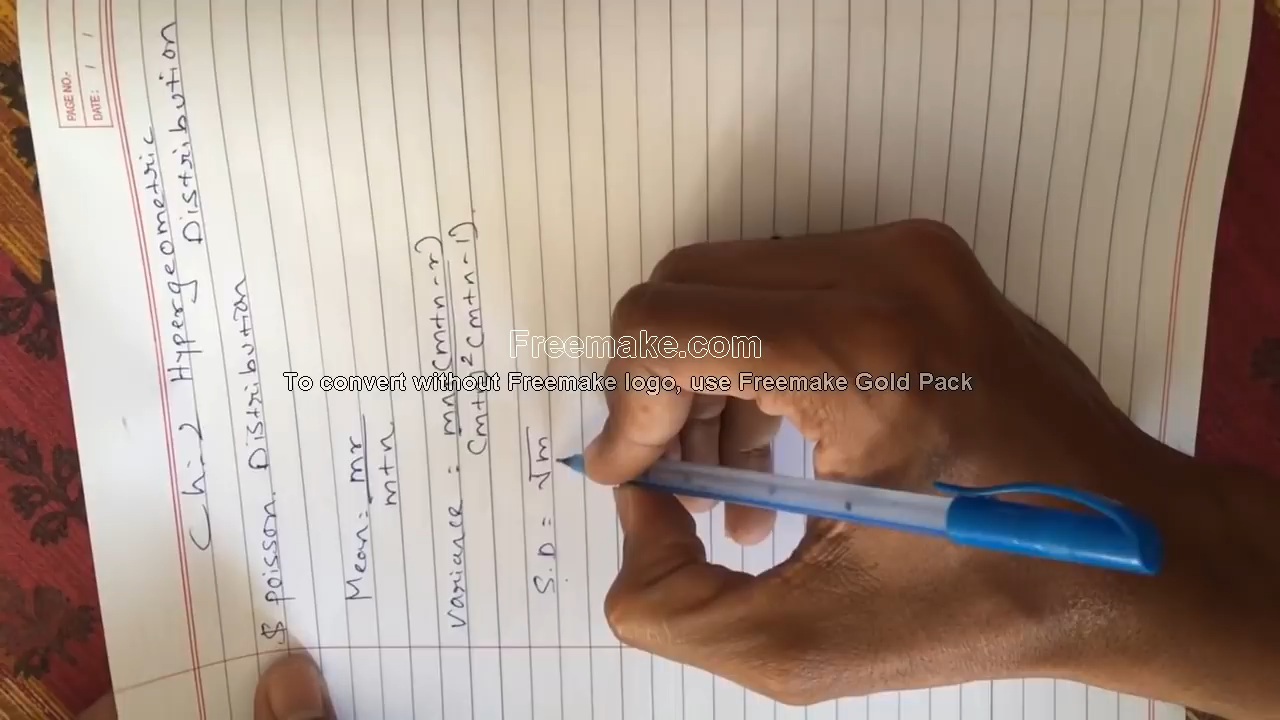 PAGE NO.-
DATE: / /
Ch-2 Hypergeometric
Distribution
$ poisson. Distribution
Mean = mr
m+n
Variance = mnr(m+n-r)
(m+n)²(m+n-1).
S.D = √m
Freemake.com
To convert without Freemake logo, use Freemake Gold Pack